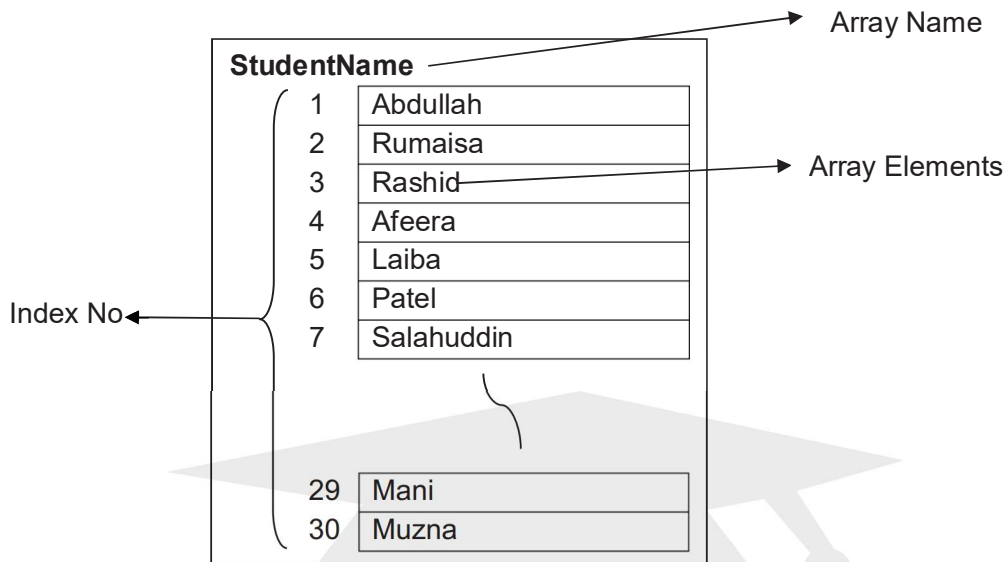 Array Name
StudentName
1 Abdullah
2 Rumaisa
3 Rashid
Array Elements
4 Afeera
5 Laiba
6 Patel
Index No
7 Salahuddin
29 Mani
30 Muzna